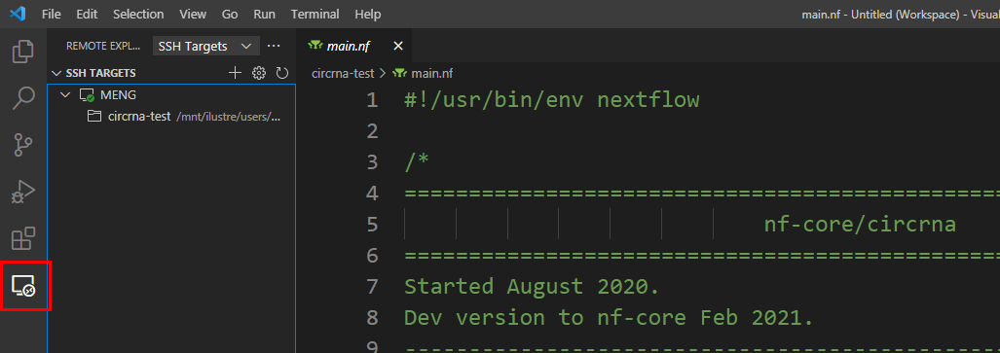 File Edit Selection View Go Run Terminal Help main.nf - Untitled (Workspace) - Visual
REMOTE EXPL... SSH Targets ...
SSH TARGETS
MENG
circrna-test /mnt/ilustre/users/...
main.nf
circrna-test > main.nf
1 #!/usr/bin/env nextflow
2
3 /*
4 ================================================
5 nf-core/circrna
6 ================================================
7 Started August 2020.
8 Dev version to nf-core Feb 2021.
9 ------------------------------------------------